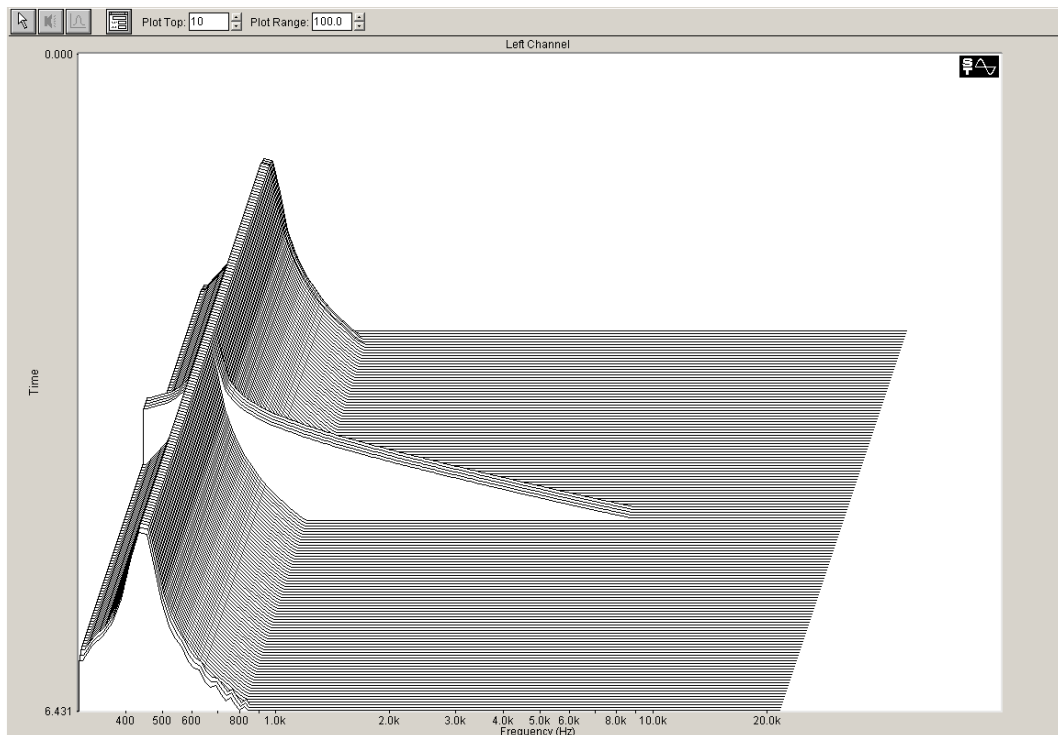 Plot Top: 10 Plot Range: 100.0
Left Channel
0.000
ST
Time
6.431
400 500 600 800 1.0k 2.0k 3.0k 4.0k 5.0k 6.0k 8.0k 10.0k 20.0k
Frequency (Hz)